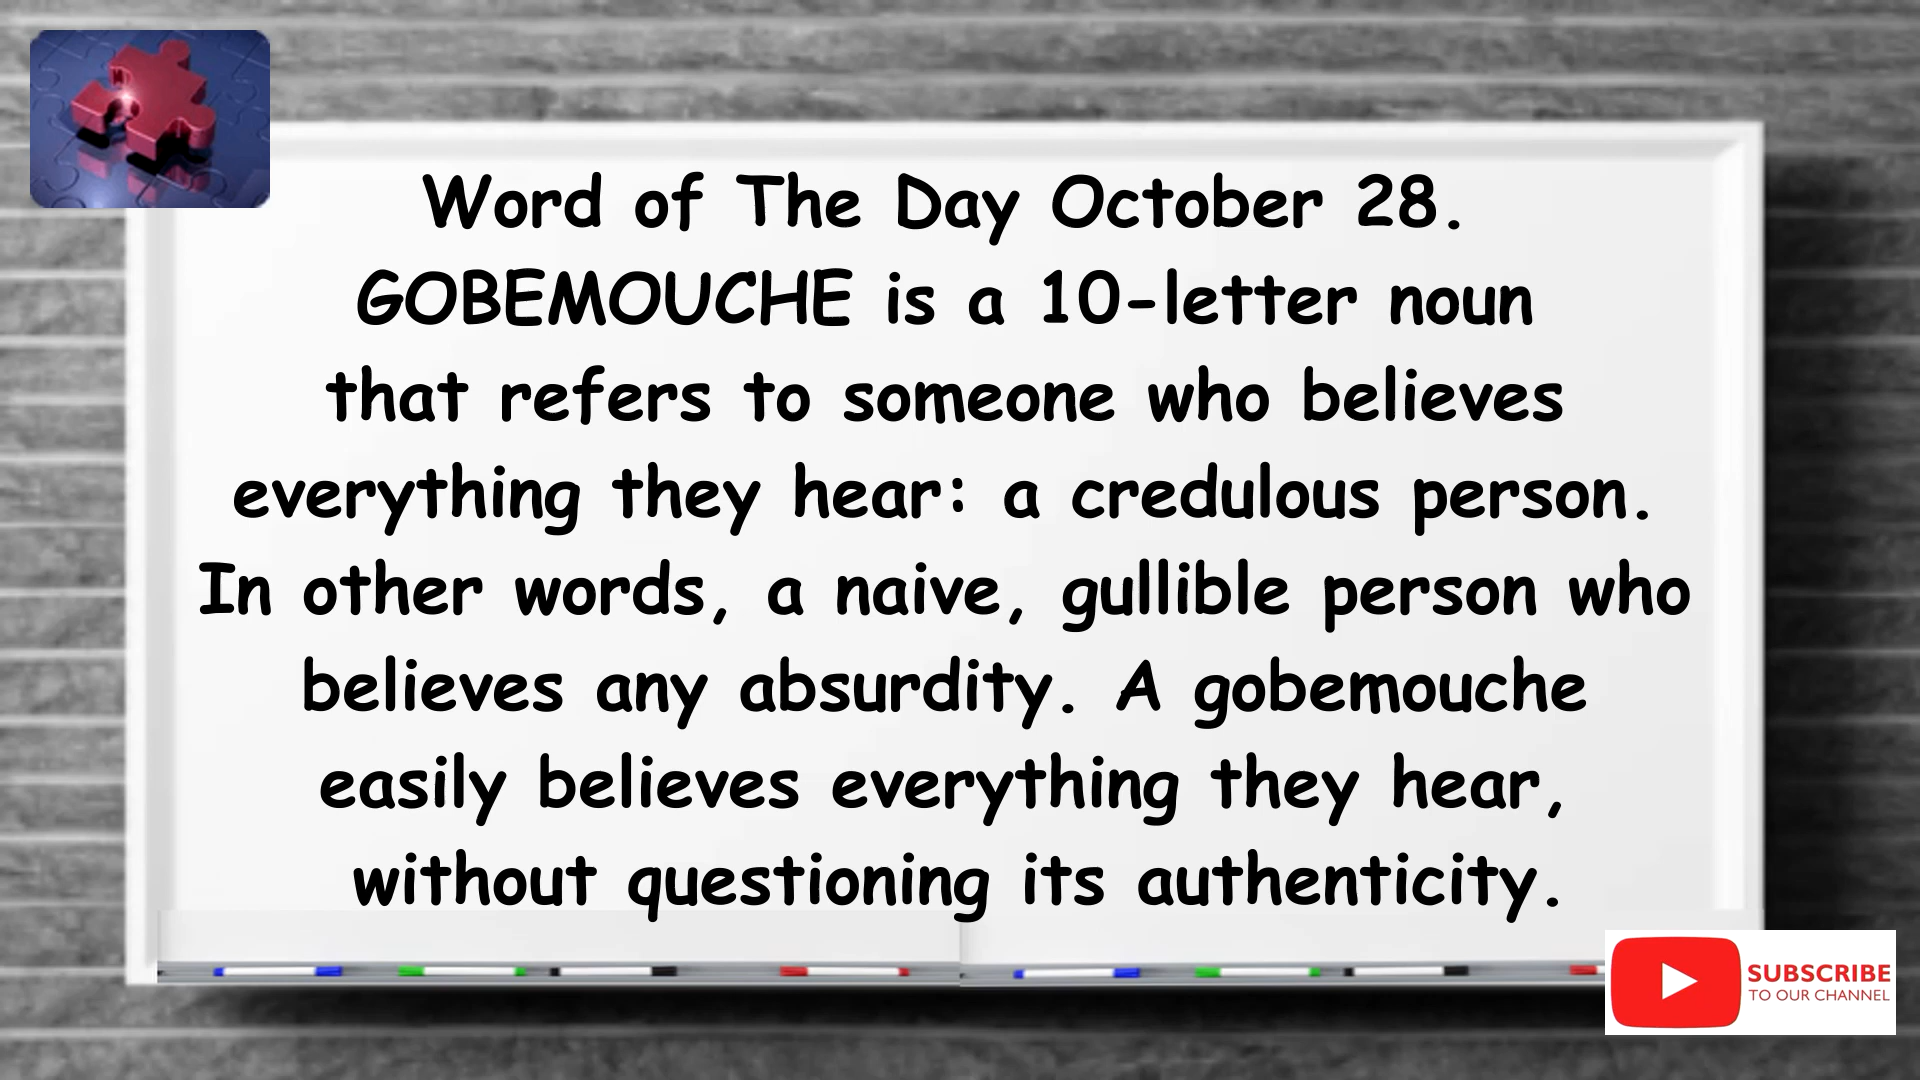 Word of The Day October 28.
GOBEMOUCHE is a 10-letter noun
that refers to someone who believes
everything they hear: a credulous person.
In other words, a naive, gullible person who
believes any absurdity. A gobemouche
easily believes everything they hear,
without questioning its authenticity.
SUBSCRIBE
TO OUR CHANNEL